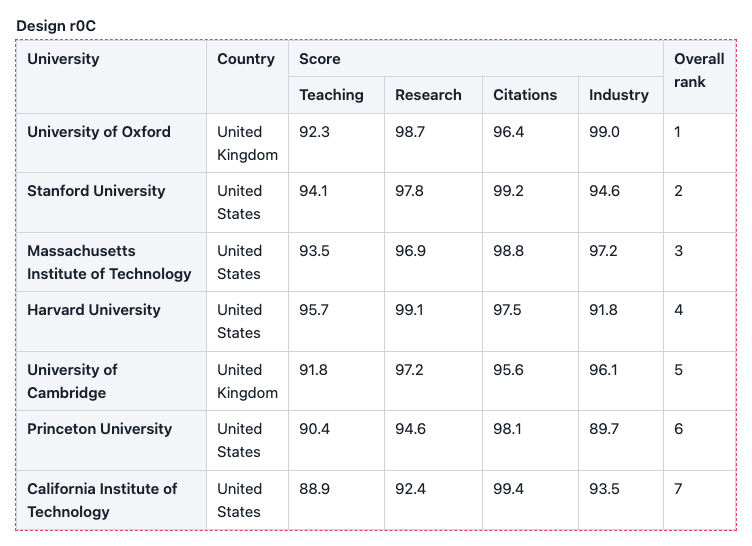 Design r0C
University Country Score Overall rank
Teaching Research Citations Industry
University of Oxford United Kingdom 92.3 98.7 96.4 99.0 1
Stanford University United States 94.1 97.8 99.2 94.6 2
Massachusetts Institute of Technology United States 93.5 96.9 98.8 97.2 3
Harvard University United States 95.7 99.1 97.5 91.8 4
University of Cambridge United Kingdom 91.8 97.2 95.6 96.1 5
Princeton University United States 90.4 94.6 98.1 89.7 6
California Institute of Technology United States 88.9 92.4 99.4 93.5 7